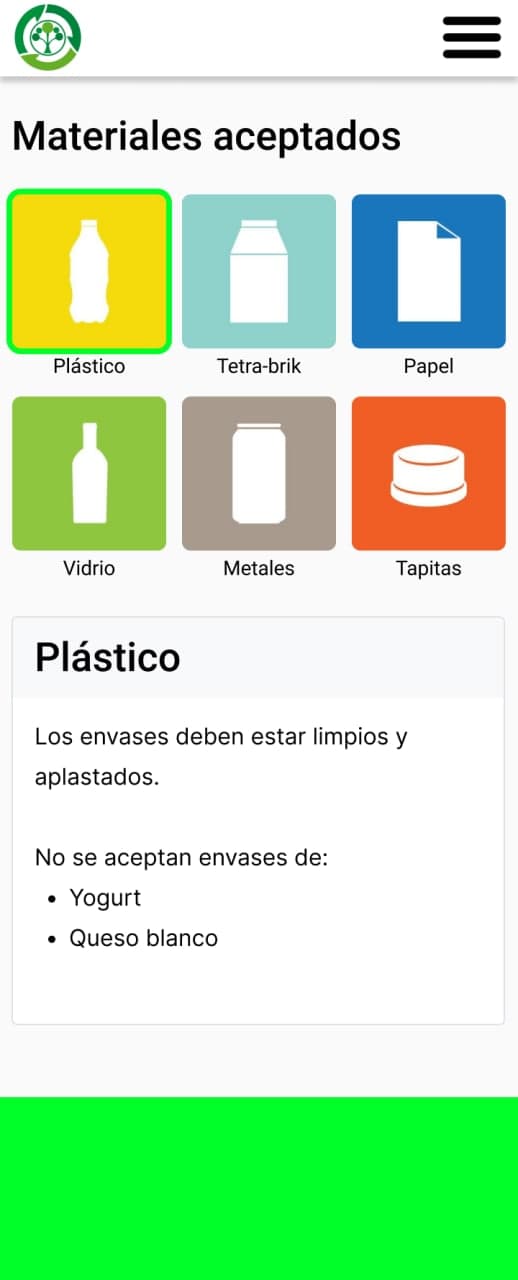 Materiales aceptados
Plástico
Tetra-brik
Papel
Vidrio
Metales
Tapitas
Plástico
Los envases deben estar limpios y
aplastados.
No se aceptan envases de:
• Yogurt
• Queso blanco